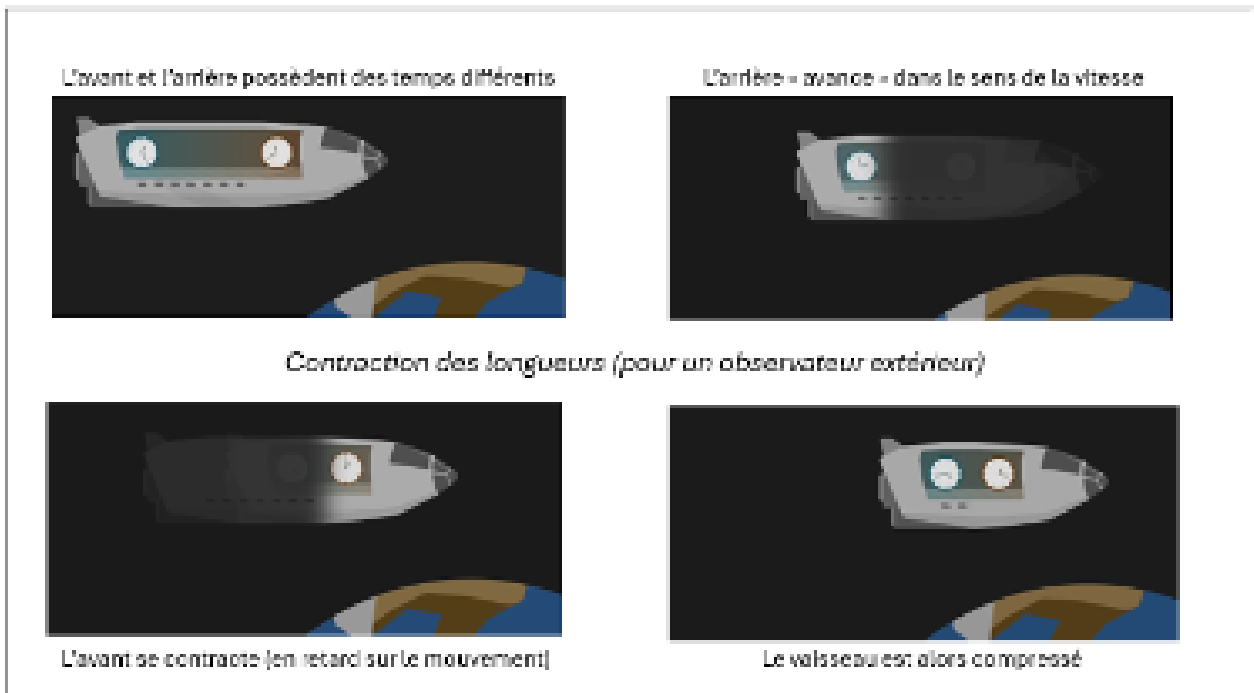 L'avant et l'arrière possèdent des temps différents
L'arrière « avance » dans le sens de la vitesse
Contraction des longueurs (pour un observateur extérieur)
L'avant se contracte (en retard sur le mouvement)
Le vaisseau est alors compressé